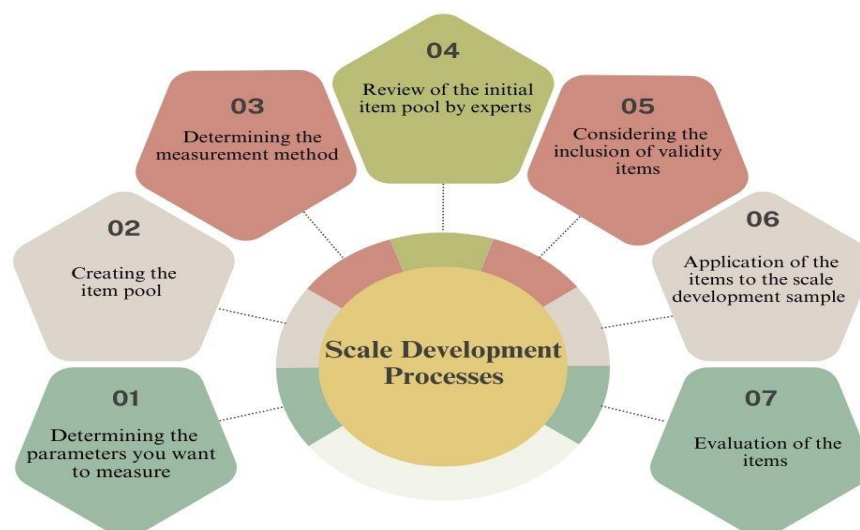 01
Determining the
parameters you want
to measure
02
Creating the
item pool
03
Determining the
measurement method
04
Review of the initial
item pool by experts
05
Considering the
inclusion of validity
items
06
Application of the
items to the scale
development sample
07
Evaluation of the
items
Scale Development
Processes